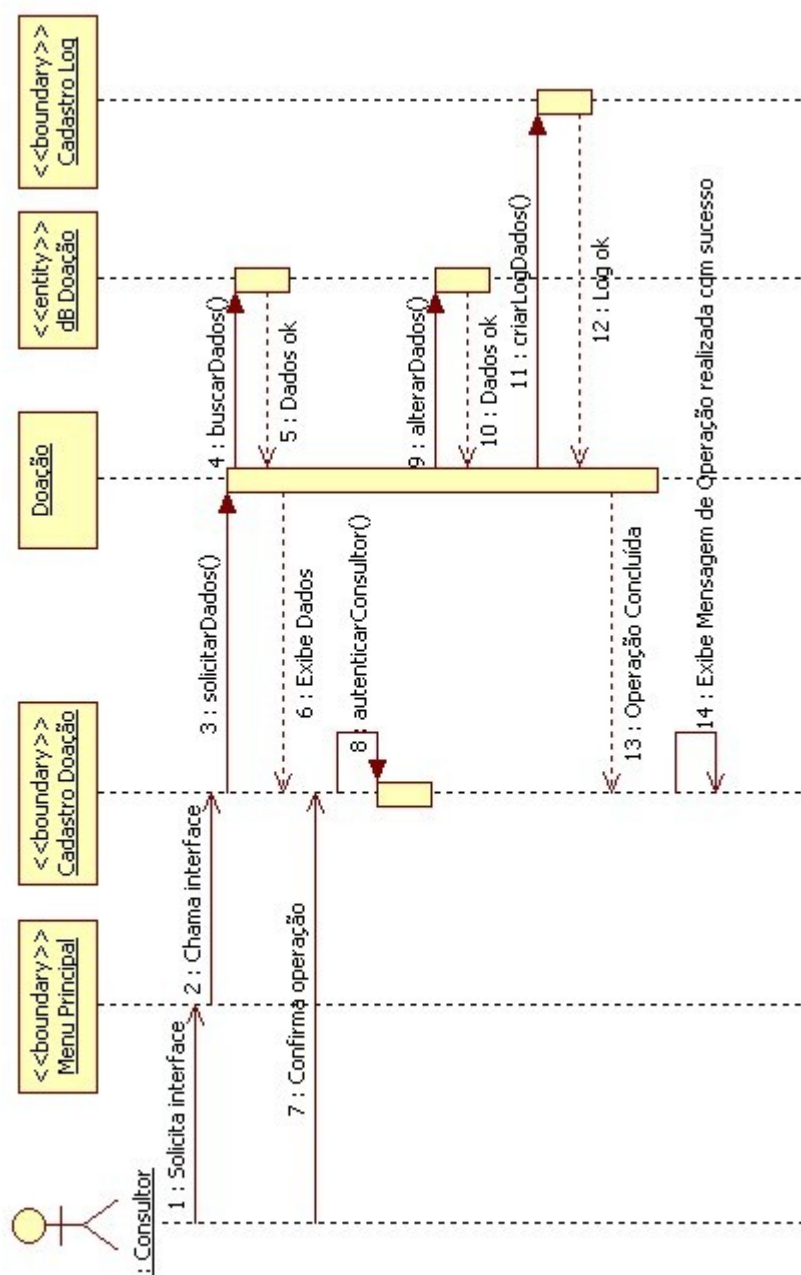 : Consultor
<<boundary>>
Menu Principal
<<boundary>>
Cadastro Doação
Doação
<<entity>>
dB Doação
<<boundary>>
Cadastro Log
1 : Solicita interface
2 : Chama interface
3 : solicitarDados()
4 : buscarDados()
5 : Dados ok
6 : Exibe Dados
7 : Confirma operação
8 : autenticarConsultor()
9 : alterarDados()
10 : Dados ok
11 : criarLogDados()
12 : Log ok
13 : Operação Concluída
14 : Exibe Mensagem de Operação realizada com sucesso